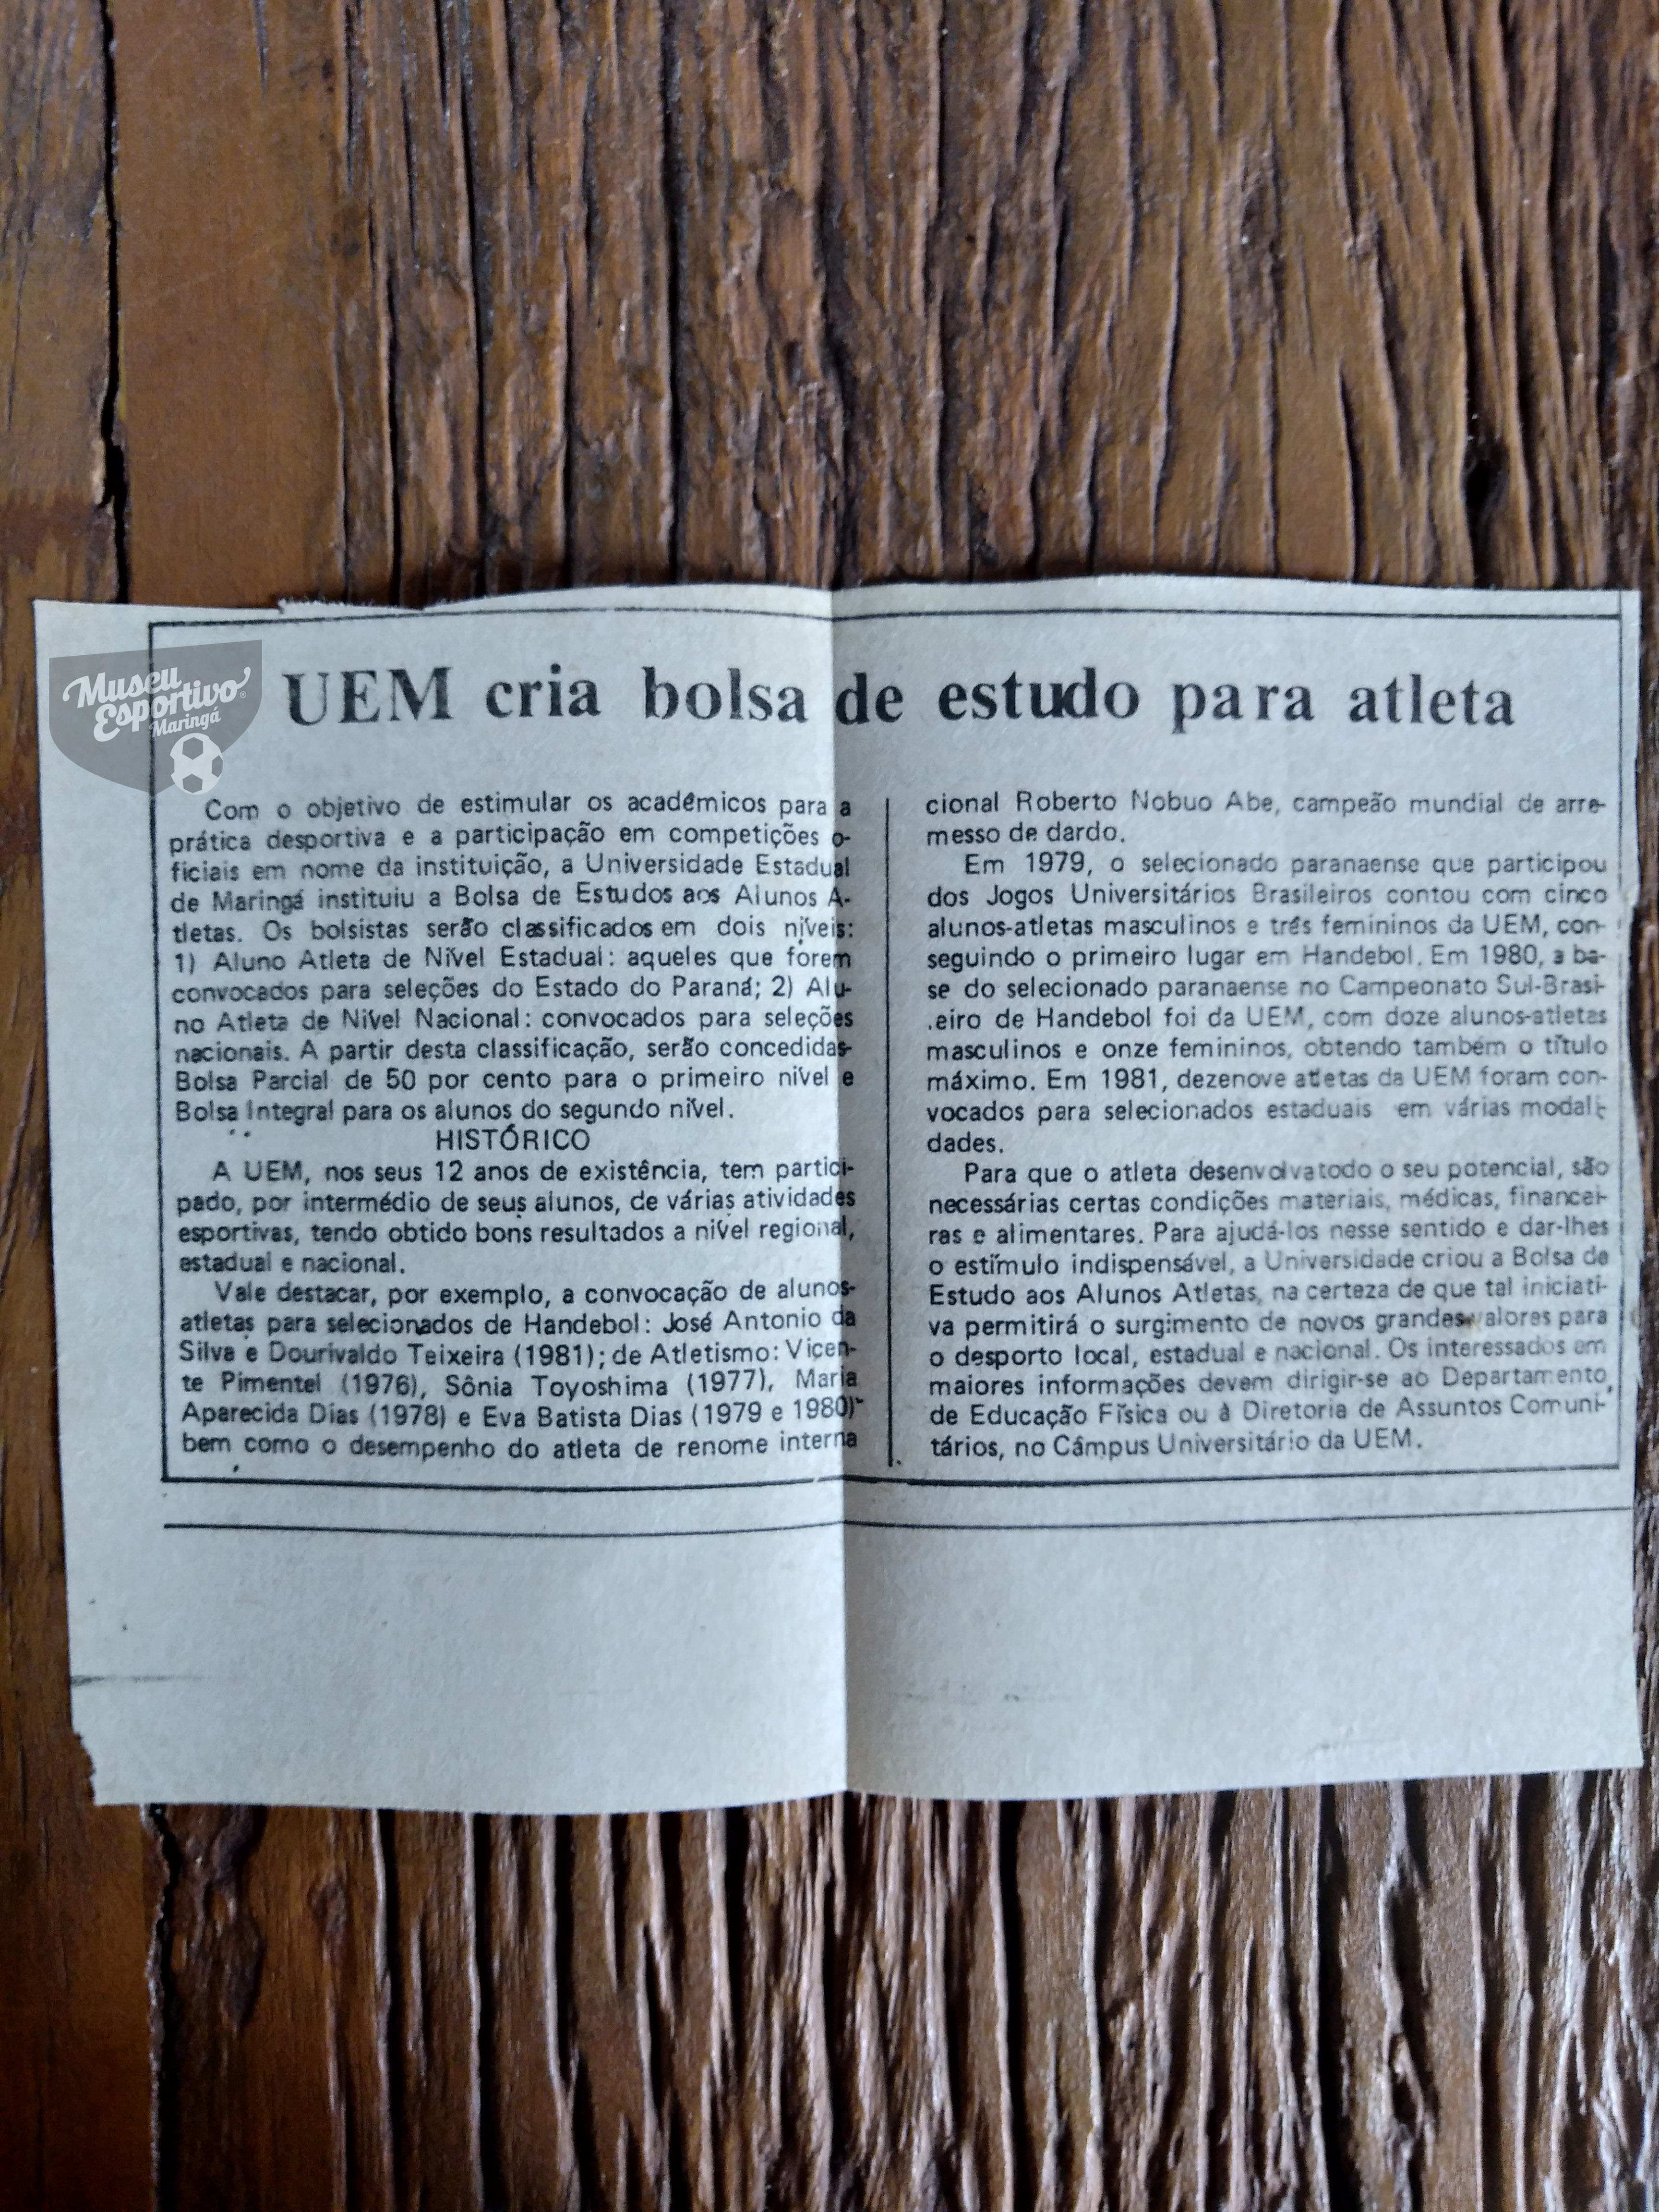 Museu
Esportivo
Maringá
UEM cria bolsa de estudo para atleta
Com o objetivo de estimular os acadêmicos para a
prática desportiva e a participação em competições o-
ficiais em nome da instituição, a Universidade Estadual
de Maringá instituiu a Bolsa de Estudos aos Alunos A-
tletas. Os bolsistas serão classificados em dois níveis:
1) Aluno Atleta de Nível Estadual: aqueles que forem
convocados para seleções do Estado do Paraná; 2) Alu-
no Atleta de Nível Nacional: convocados para seleções
nacionais. A partir desta classificação, serão concedidas
Bolsa Parcial de 50 por cento para o primeiro nível e
Bolsa Integral para os alunos do segundo nível.
HISTÓRICO
A UEM, nos seus 12 anos de existência, tem partici-
pado, por intermédio de seus alunos, de várias atividades
esportivas, tendo obtido bons resultados a nível regional,
estadual e nacional.
Vale destacar, por exemplo, a convocação de alunos-
atletas para selecionados de Handebol: José Antonio da
Silva e Dourivaldo Teixeira (1981); de Atletismo: Vicen-
te Pimentel (1976), Sônia Toyoshima (1977), Maria
Aparecida Dias (1978) e Eva Batista Dias (1979 e 1980)
bem como o desempenho do atleta de renome interna
cional Roberto Nobuo Abe, campeão mundial de arre-
messo de dardo.
Em 1979, o selecionado paranaense que participou
dos Jogos Universitários Brasileiros contou com cinco
alunos-atletas masculinos e três femininos da UEM, con-
seguindo o primeiro lugar em Handebol. Em 1980, a ba-
se do selecionado paranaense no Campeonato Sul-Brasi-
.eiro de Handebol foi da UEM, com doze alunos-atletas
masculinos e onze femininos, obtendo também o título
máximo. Em 1981, dezenove atletas da UEM foram con-
vocados para selecionados estaduais em várias modali-
dades.
Para que o atleta desenvolva todo o seu potencial, são
necessárias certas condições materiais, médicas, financei-
ras e alimentares. Para ajudá-los nesse sentido e dar-lhes
o estímulo indispensável, a Universidade criou a Bolsa de
Estudo aos Alunos Atletas, na certeza de que tal iniciati-
va permitirá o surgimento de novos grandes valores para
o desporto local, estadual e nacional. Os interessados em
maiores informações devem dirigir-se ao Departamento
de Educação Física ou à Diretoria de Assuntos Comuni-
tários, no Câmpus Universitário da UEM.